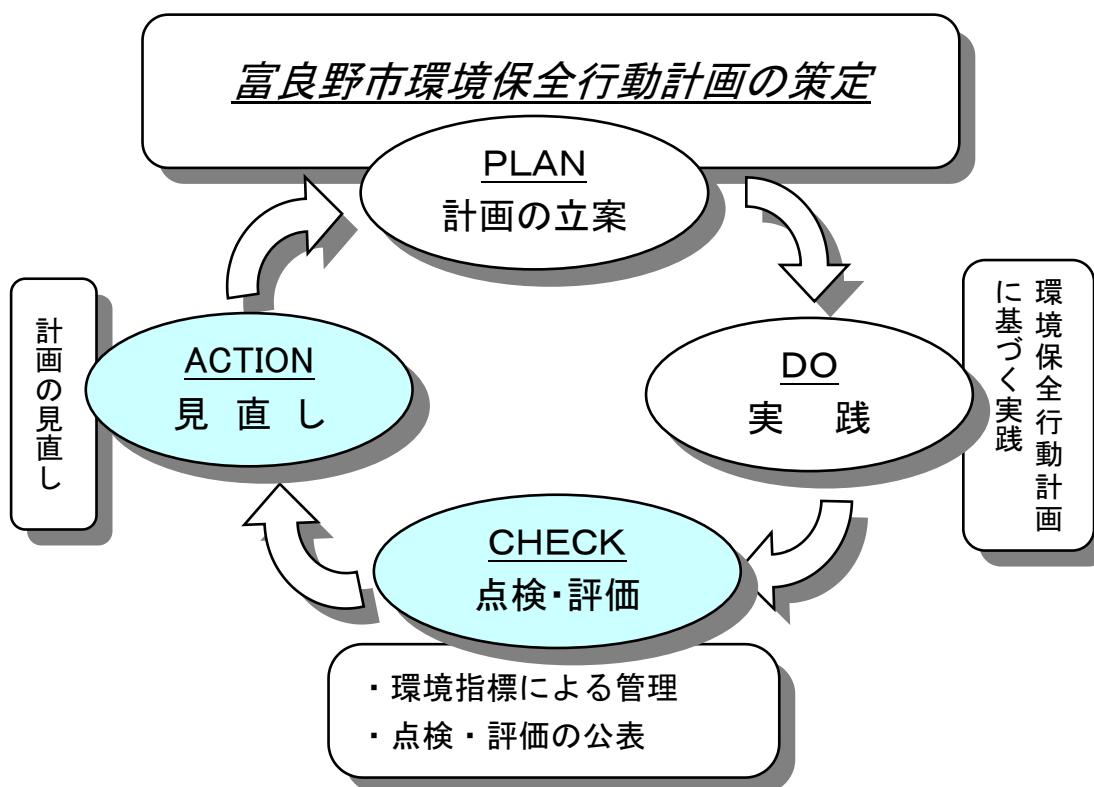 富良野市環境保全行動計画の策定
PLAN
計画の立案
DO
実　践
環境保全行動計画
に基づく実践
CHECK
点検・評価
・環境指標による管理
・点検・評価の公表
ACTION
見 直 し
計画の見直し